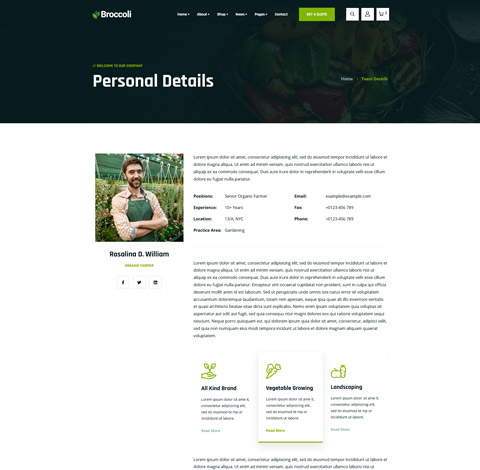 Broccoli
Home + About + Shop + News + Pages + Contact GET A QUOTE 0
// WELCOME TO OUR COMPANY
Personal Details
Home Team Details
Lorem ipsum dolor sit amet, consectetur adipisicing elit, sed do eiusmod tempor incididunt ut labore et dolore
magna aliqua. Ut enim ad minim veniam, quis nostrud exercitation ullamco laboris nisi ut
aliquip ex ea commodo consequat. Duis aute irure dolor in reprehenderit in voluptate velit esse cillum
dolore eu fugiat nulla pariatur.
Positions: Senior Organic Farmer Email: example@example.com
Experience: 10+ Years Fax: +0123-456 789
Location: 13/A, NYC Phone: +0123-456 789
Practice Area: Gardening
Rosalina D. William
ORGANIC FARMER
Lorem ipsum dolor sit amet, consectetur adipisicing elit, sed do eiusmod tempor incididunt ut labore et dolore
magna aliqua. Ut enim ad minim veniam, quis nostrud exercitation ullamco laboris nisi ut
aliquip ex ea commodo consequat. Duis aute irure dolor in reprehenderit in voluptate velit esse cillum dolore eu
fugiat nulla pariatur. Excepteur sint occaecat cupidatat non proident, sunt in culpa qui officia
deserunt mollit anim id est laborum. Sed ut perspiciatis unde omnis iste natus error sit voluptatem
accusantium doloremque laudantium, totam rem aperiam, eaque ipsa quae ab illo inventore veritatis
et quasi architecto beatae vitae dicta sunt explicabo. Nemo enim ipsam voluptatem quia voluptas sit
aspernatur aut odit aut fugit, sed quia consequuntur magni dolores eos qui ratione voluptatem sequi
nesciunt. Neque porro quisquam est, qui dolorem ipsum quia dolor sit amet, consectetur, adipisci velit,
sed quia non numquam eius modi tempora incidunt ut labore et dolore magnam aliquam quaerat
voluptatem.
All Kind Brand
Lorem ipsum dolor sit ame it,
consectetur adipisicing elit,
sed do eiusmod te mp or
incididunt ut labore.
Read More
Vegetable Growing
Lorem ipsum dolor sit ame it,
consectetur adipisicing elit,
sed do eiusmod te mp or
incididunt ut labore.
Read More
Landscaping
Lorem ipsum dolor sit ame it,
consectetur adipisicing elit,
sed do eiusmod te mp or
incididunt ut labore.
Read More
Lorem ipsum dolor sit amet, consectetur adipisicing elit, sed do eiusmod tempor incididunt ut labore et dolore
magna aliqua. Ut enim ad minim veniam, quis nostrud exercitation ullamco laboris nisi ut